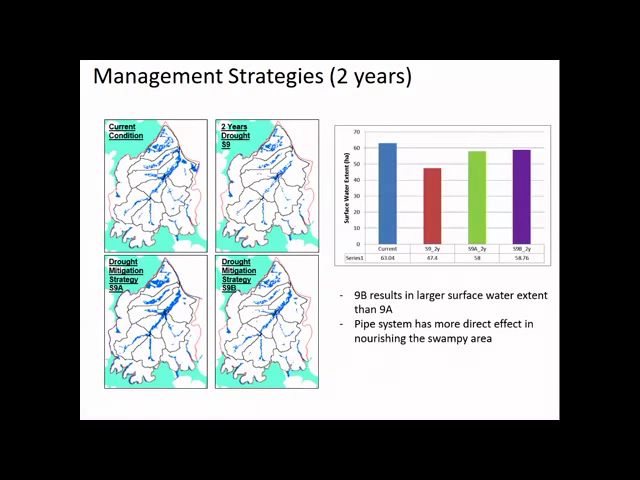 Management Strategies (2 years)
Current
Condition
2 Years
Drought
S9
Drought
Mitigation
Strategy
S9A
Drought
Mitigation
Strategy
S9B
Surface Water Extent (ha)
70
60
50
40
30
20
10
0
Current S9_2y S9A_2y S9B_2y
Series1 63.04 47.4 58 58.76
- 9B results in larger surface water extent
than 9A
- Pipe system has more direct effect in
nourishing the swampy area